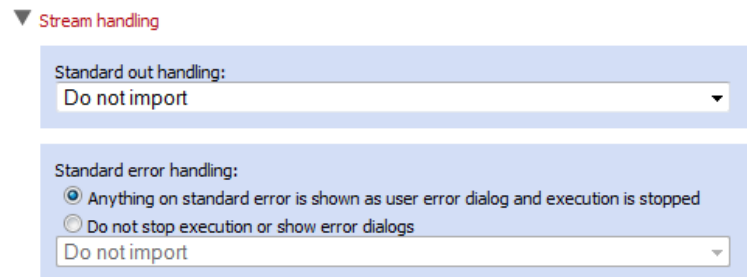 Stream handling
Standard out handling:
Do not import
Standard error handling:
Anything on standard error is shown as user error dialog and execution is stopped
Do not stop execution or show error dialogs
Do not import